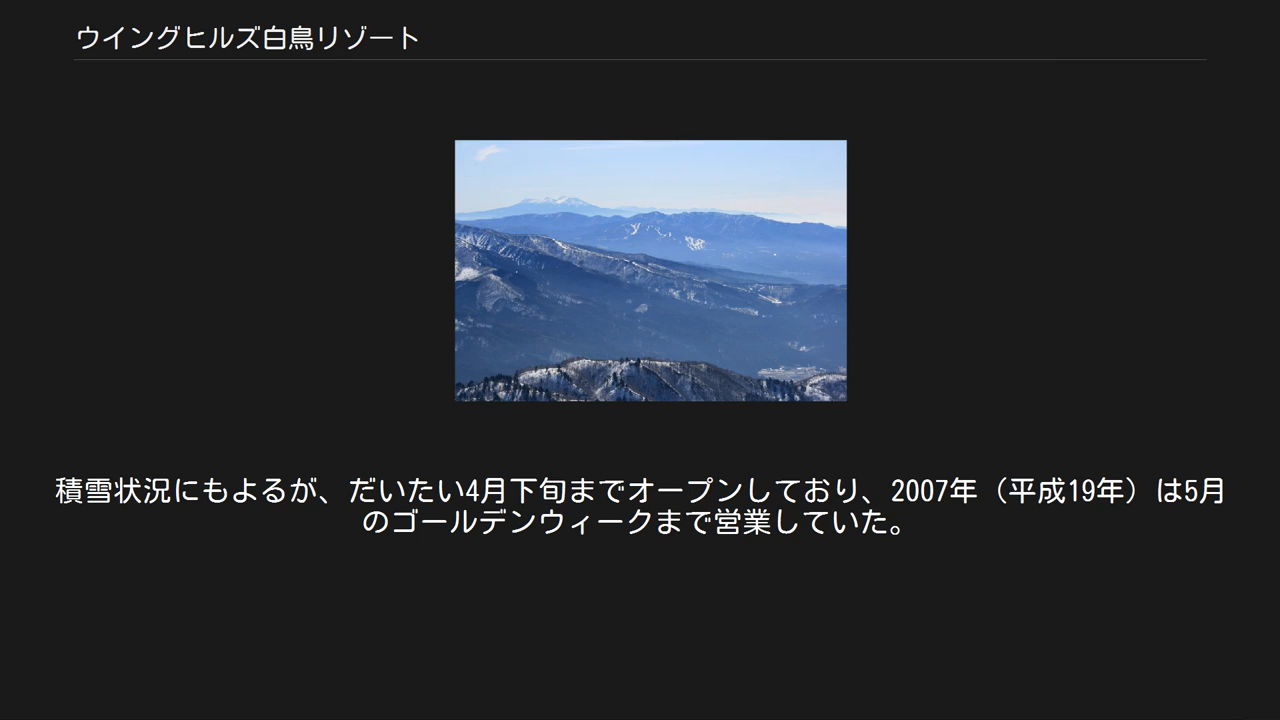 ウイングヒルズ白鳥リゾート
積雪状況にもよるが、だいたい4月下旬までオープンしており、2007年（平成19年）は5月
のゴールデンウィークまで営業していた。